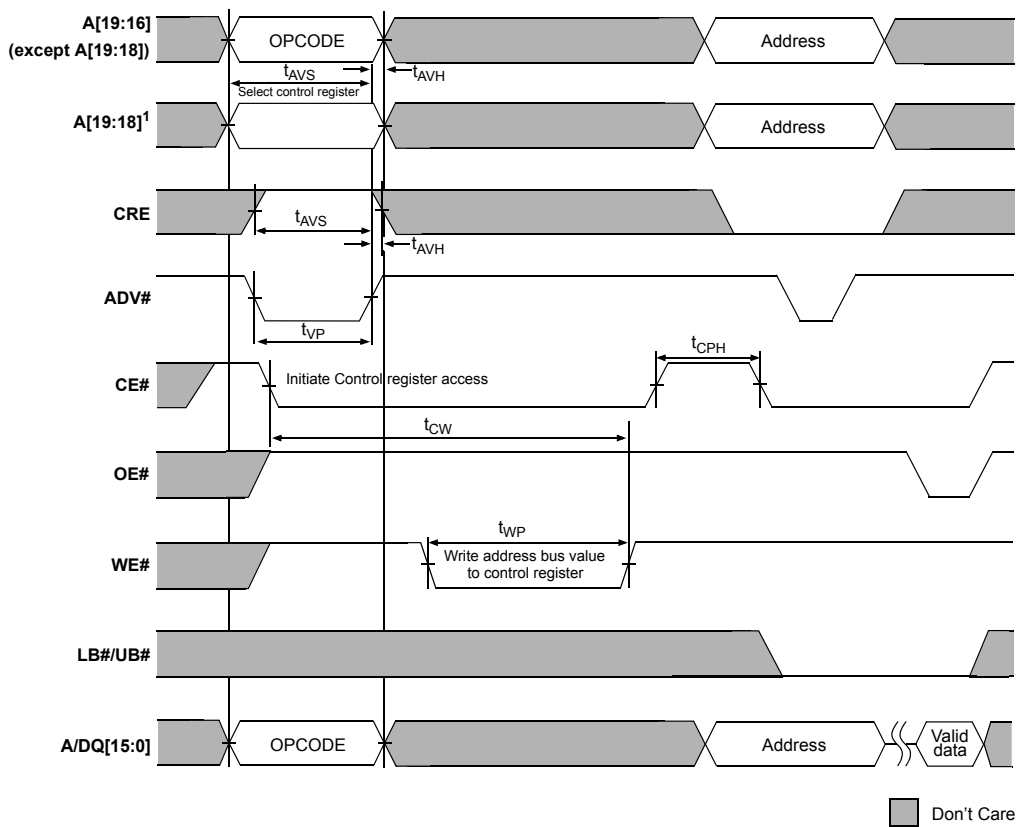 A[19:16]
(except A[19:18])
OPCODE
Address
tAVS
tAVH
Select control register
A[19:18]1
Address
CRE
tAVS
tAVH
ADV#
tVP
tCPH
CE#
Initiate Control register access
tCW
OE#
tWP
WE#
Write address bus value
to control register
LB#/UB#
A/DQ[15:0]
OPCODE
Address
Valid
data
Don't Care